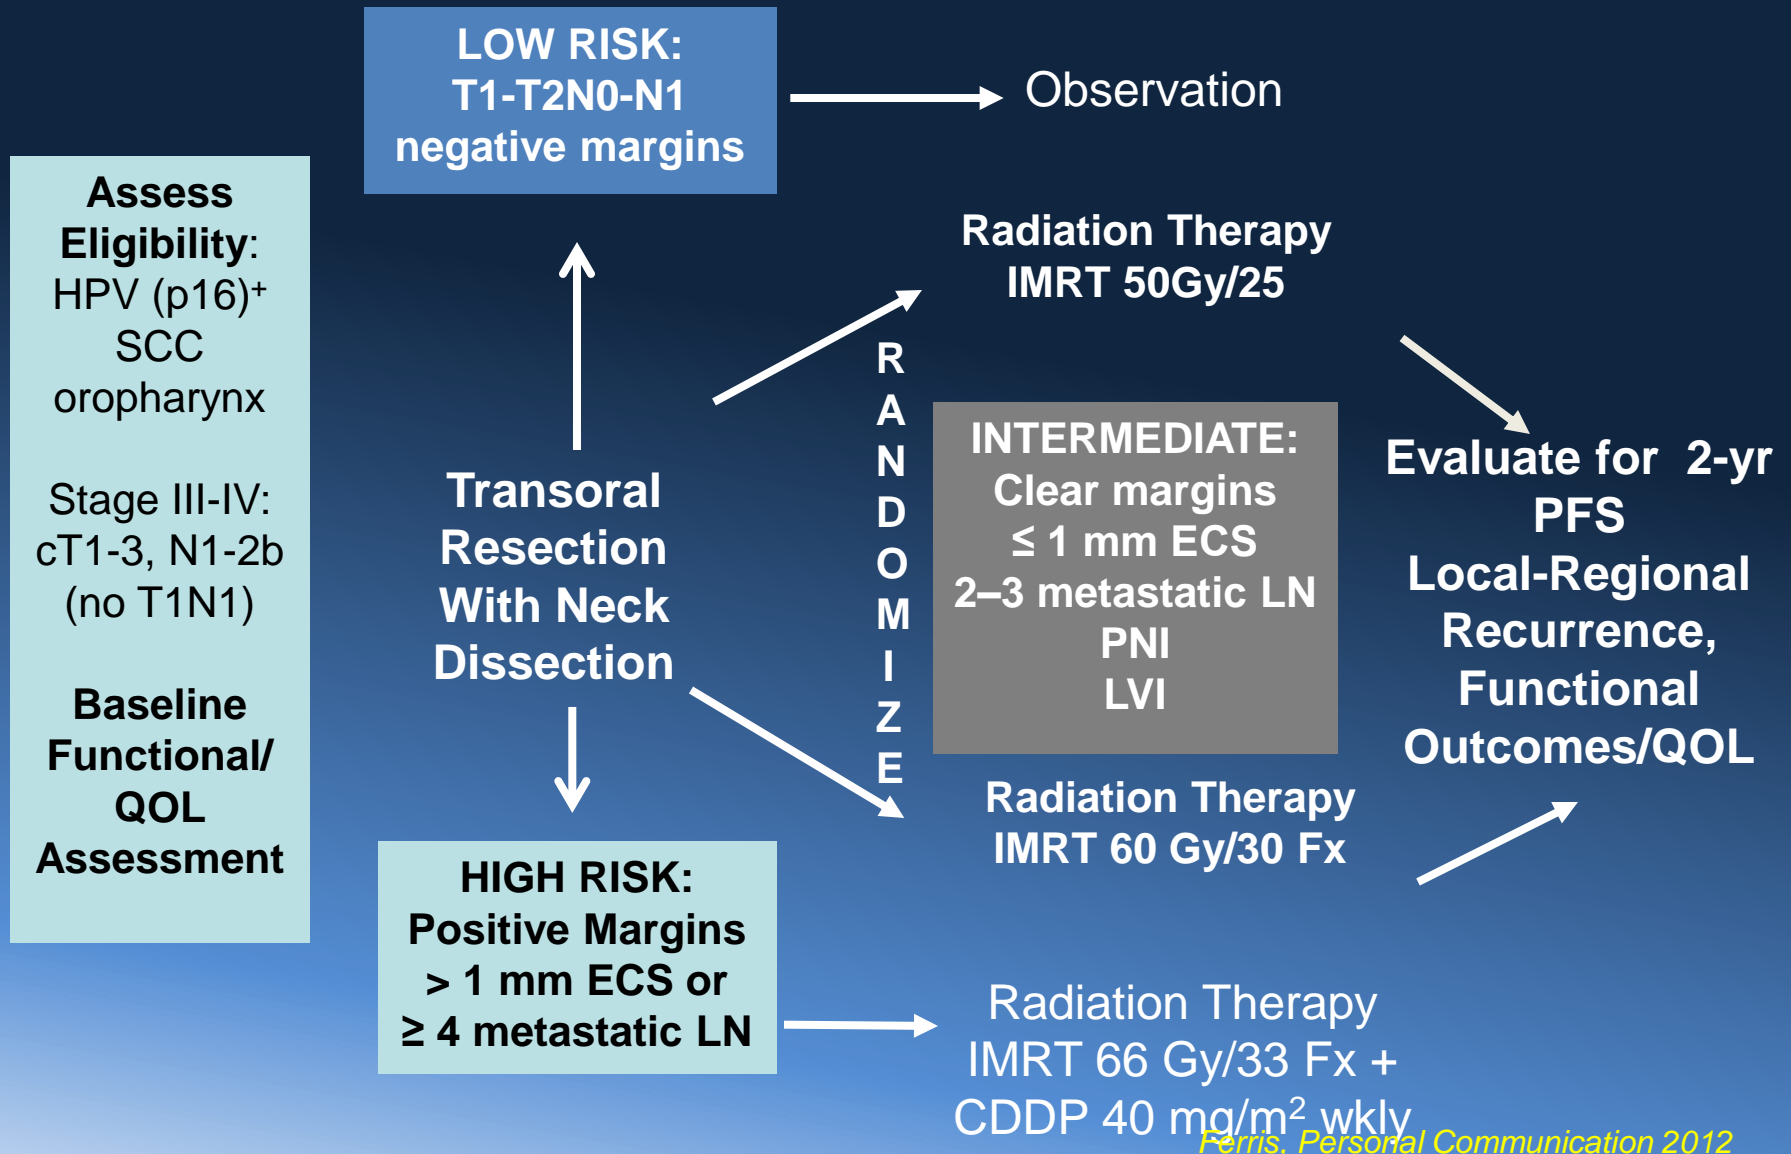 Assess
Eligibility:
HPV (p16)⁺
SCC
oropharynx
Stage III-IV:
cT1-3, N1-2b
(no T1N1)
Baseline
Functional/
QOL
Assessment
LOW RISK:
T1-T2N0-N1
negative margins
Observation
Transoral
Resection
With Neck
Dissection
HIGH RISK:
Positive Margins
> 1 mm ECS or
≥ 4 metastatic LN
R
A
N
D
O
M
I
Z
E
Radiation Therapy
IMRT 50Gy/25
INTERMEDIATE:
Clear margins
≤ 1 mm ECS
2–3 metastatic LN
PNI
LVI
Radiation Therapy
IMRT 60 Gy/30 Fx
Radiation Therapy
IMRT 66 Gy/33 Fx +
CDDP 40 mg/m² wkly
Evaluate for 2-yr
PFS
Local-Regional
Recurrence,
Functional
Outcomes/QOL
Ferris, Personal Communication 2012